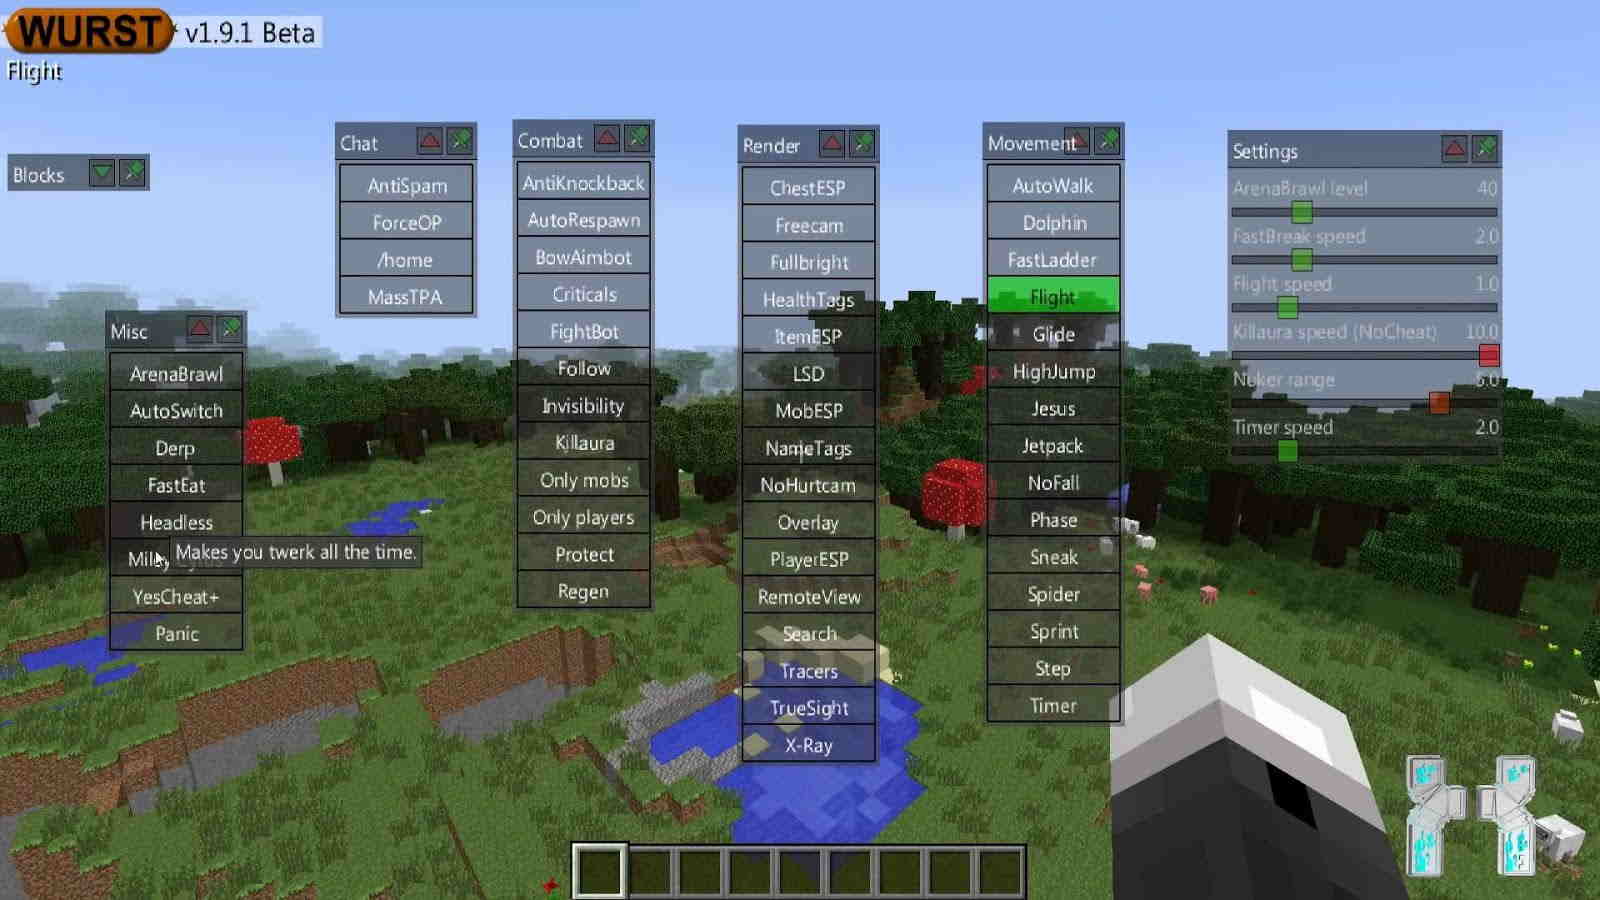 WURST v1.9.1 Beta
Flight
Blocks
Chat
AntiSpam
ForceOP
/home
MassTPA
Misc
ArenaBrawl
AutoSwitch
Derp
FastEat
Headless
Makes you twerk all the time.
YesCheat+
Panic
Combat
AntiKnockback
AutoRespawn
BowAimbot
Criticals
FightBot
Follow
Invisibility
Killaura
Only mobs
Only players
Protect
Regen
Render
ChestESP
Freecam
Fullbright
HealthTags
ItemESP
LSD
MobESP
NameTags
NoHurtcam
Overlay
PlayerESP
RemoteView
Search
Tracers
TrueSight
X-Ray
Movement
AutoWalk
Dolphin
FastLadder
Flight
Glide
HighJump
Jesus
Jetpack
NoFall
Phase
Sneak
Spider
Sprint
Step
Timer
Settings
ArenaBrawl level 40
FastBreak speed 2.0
Flight speed 1.0
Killaura speed (NoCheat) 10.0
Nuker range
Timer speed 2.0